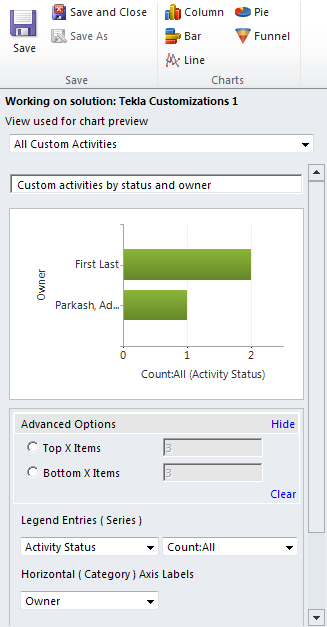 Save
Save and Close
Save As
Save
Column
Bar
Line
Pie
Funnel
Charts
Working on solution: Tekla Customizations 1
View used for chart preview
All Custom Activities
Custom activities by status and owner
Owner
First Last
Parkash, Ad...
0 1 2
Count:All (Activity Status)
Advanced Options Hide
Top X Items 3
Bottom X Items 3
Clear
Legend Entries ( Series )
Activity Status Count:All
Horizontal ( Category ) Axis Labels
Owner